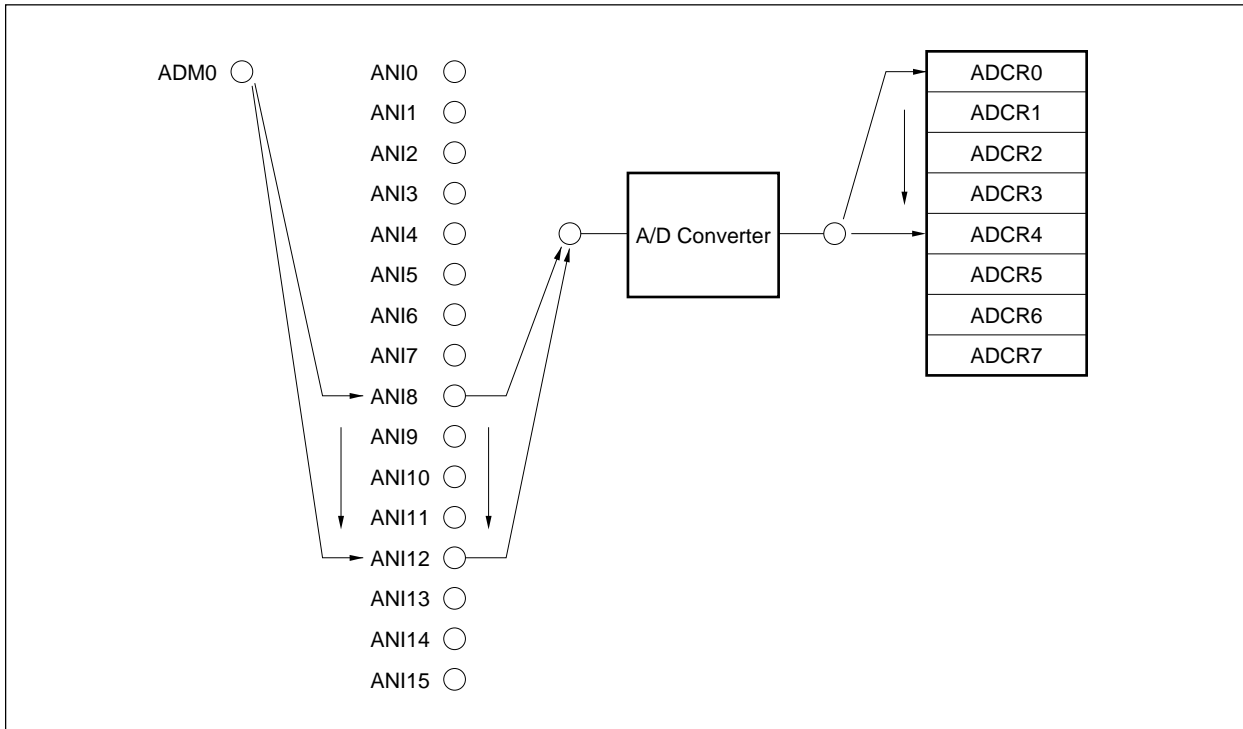 ADM0
ANI0
ANI1
ANI2
ANI3
ANI4
ANI5
ANI6
ANI7
ANI8
ANI9
ANI10
ANI11
ANI12
ANI13
ANI14
ANI15
A/D Converter
ADCR0
ADCR1
ADCR2
ADCR3
ADCR4
ADCR5
ADCR6
ADCR7